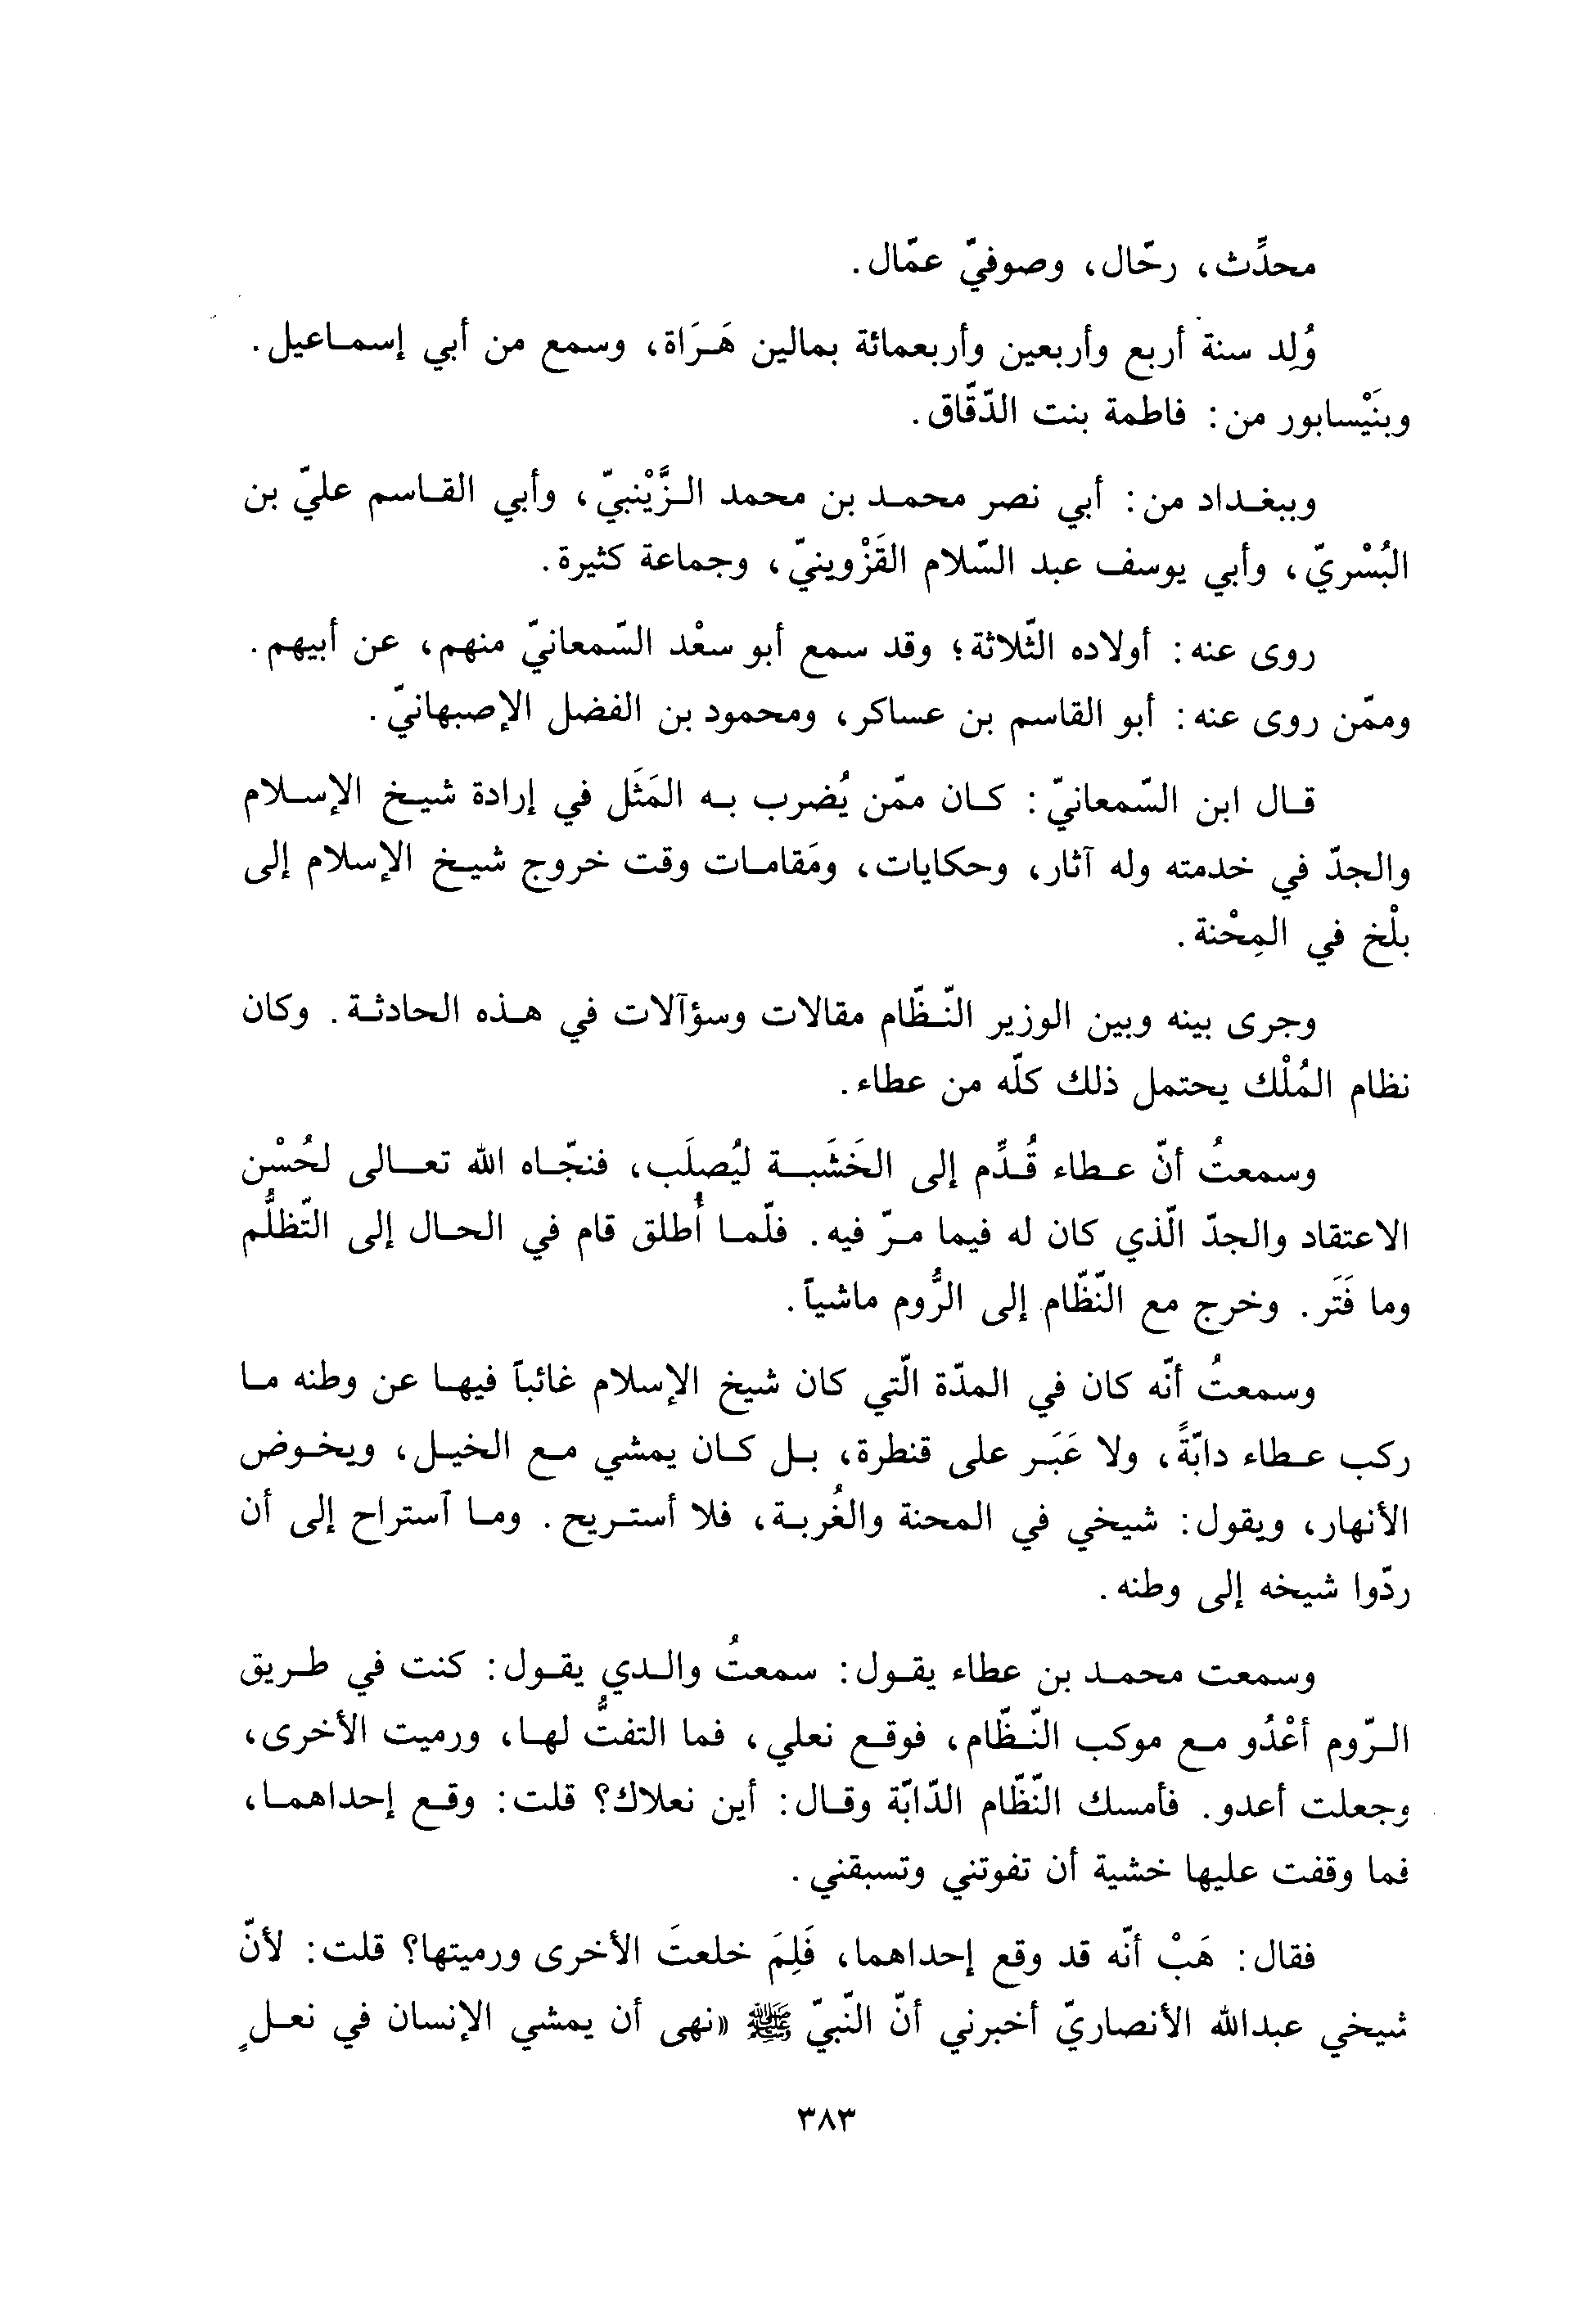 محدِّث، رحّال، وصوفيّ عمّال.
وُلِد سنة أربع وأربعين وأربعمائة بمالين هَرَاة، وسمع من أبي إسماعيل.
وبنَيْسابور من: فاطمة بنت الدّقّاق.
وببغداد من: أبي نصر محمد بن محمد الزَّيْنبيّ، وأبي القاسم عليّ بن
البُسْريّ، وأبي يوسف عبد السّلام القَزْوينيّ، وجماعة كثيرة.
روى عنه: أولاده الثّلاثة؛ وقد سمع أبو سعْد السّمعانيّ منهم، عن أبيهم.
وممّن روى عنه: أبو القاسم بن عساكر، ومحمود بن الفضل الإصبهانيّ.
قال ابن السّمعانيّ: كان ممّن يُضرب به المَثَل في إرادة شيخ الإسلام
والجدّ في خدمته وله آثار، وحكايات، ومَقامات وقت خروج شيخ الإسلام إلى
بلْخ في المِحْنة.
وجرى بينه وبين الوزير النّظّام مقالات وسؤآلات في هذه الحادثة. وكان
نظام المُلْك يحتمل ذلك كلّه من عطاء.
وسمعتُ أنّ عطاء قُدِّم إلى الخَشَبة ليُصلَب، فنجّاه الله تعالى لحُسْن
الاعتقاد والجدّ الّذي كان له فيما مرّ فيه. فلّما أُطلق قام في الحال إلى التّظلُّم
وما فَتَر. وخرج مع النّظّام إلى الرُّوم ماشياً.
وسمعتُ أنّه كان في المدّة الّتي كان شيخ الإسلام غائباً فيها عن وطنه ما
ركب عطاء دابّةً، ولا عَبَر على قنطرة، بل كان يمشي مع الخيل، ويخوض
الأنهار، ويقول: شيخي في المحنة والغُربة، فلا أستريح. وما آستراح إلى أن
ردّوا شيخه إلى وطنه.
وسمعت محمد بن عطاء يقول: سمعتُ والدي يقول: كنت في طريق
الرّوم أعْدُو مع موكب النّظّام، فوقع نعلي، فما التفتُّ لها، ورميت الأخرى،
وجعلت أعدو. فأمسك النّظّام الدّابّة وقال: أين نعلاك؟ قلت: وقع إحداهما،
فما وقفت عليها خشية أن تفوتني وتسبقني.
فقال: هَبْ أنّه قد وقع إحداهما، فَلِمَ خلعتَ الأخرى ورميتها؟ قلت: لأنّ
شيخي عبدالله الأنصاريّ أخبرني أنّ النّبيّ ﷺ «نهى أن يمشي الإنسان في نعلٍ
٣٨٣